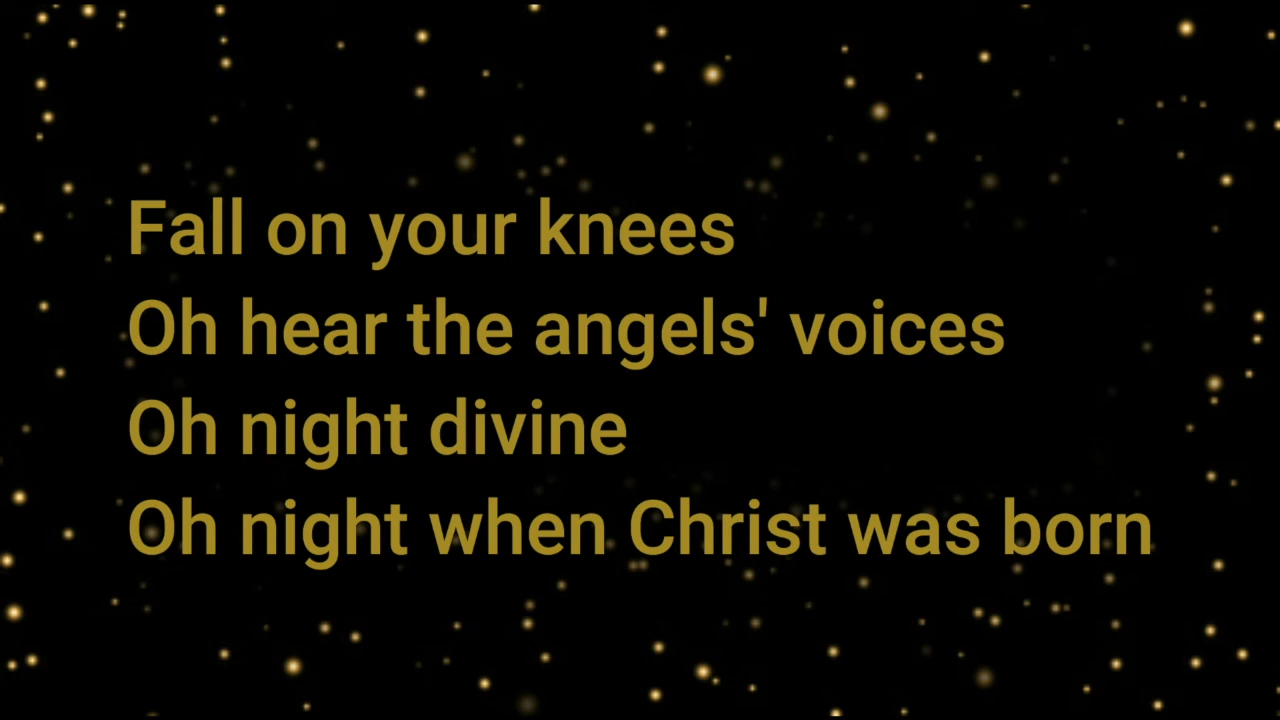 Fall on your knees
Oh hear the angels' voices
Oh night divine
Oh night when Christ was born